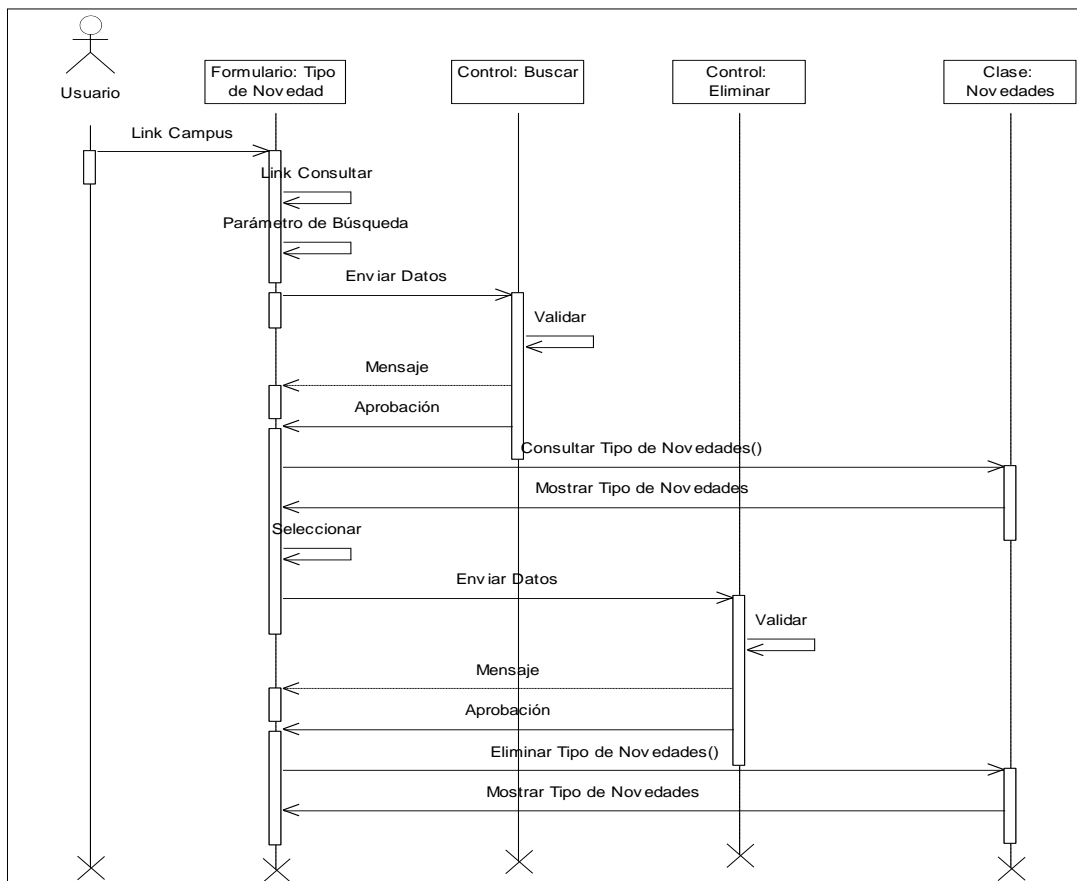 Usuario
Formulario: Tipo
de Novedad
Control: Buscar
Control:
Eliminar
Clase:
Novedades
Link Campus
Link Consultar
Parámetro de Búsqueda
Enviar Datos
Validar
Mensaje
Aprobación
Consultar Tipo de Novedades()
Mostrar Tipo de Novedades
Seleccionar
Enviar Datos
Validar
Mensaje
Aprobación
Eliminar Tipo de Novedades()
Mostrar Tipo de Novedades